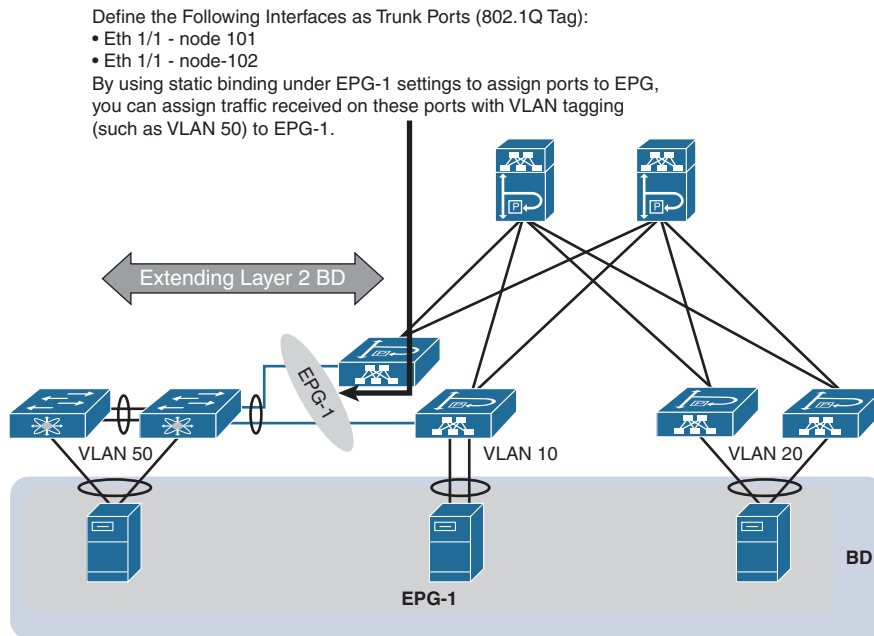 Define the Following Interfaces as Trunk Ports (802.1Q Tag):
• Eth 1/1 - node 101
• Eth 1/1 - node-102
By using static binding under EPG-1 settings to assign ports to EPG,
you can assign traffic received on these ports with VLAN tagging
(such as VLAN 50) to EPG-1.
P
P
Extending Layer 2 BD
P
EPG-1
VLAN 50
VLAN 10
VLAN 20
BD
EPG-1